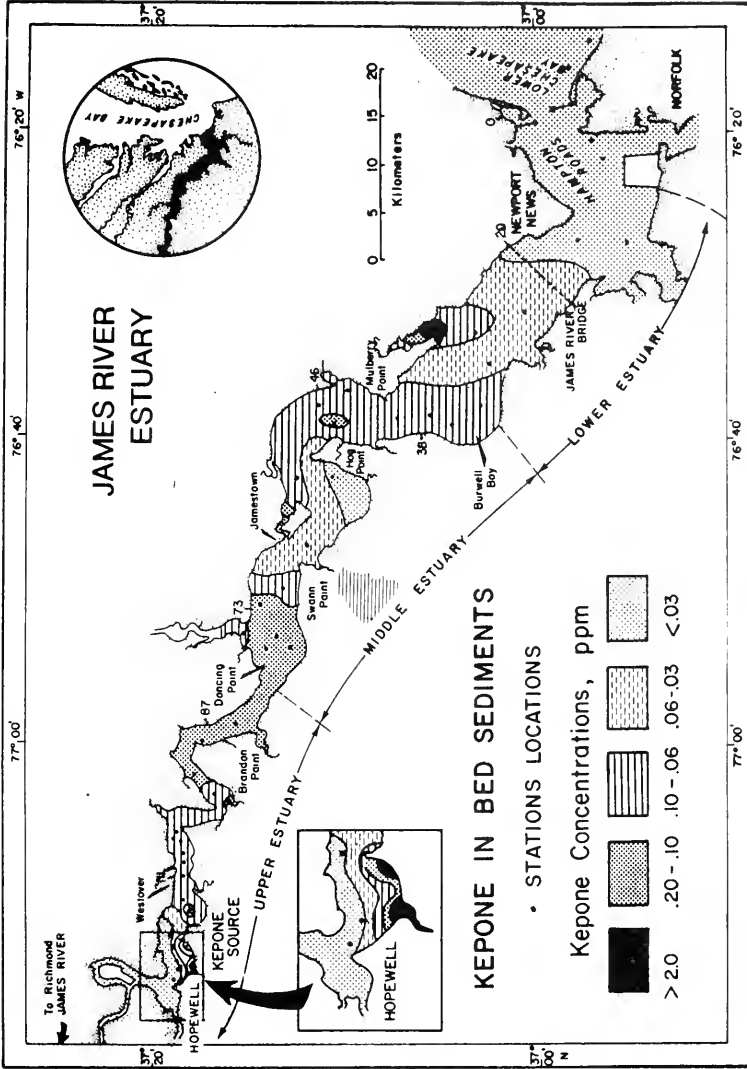 77° 00'
76° 40'
76° 20' W
37° 20'
37° 20'
To Richmond
JAMES RIVER
JAMES RIVER
ESTUARY
CHESAPEAKE BAY
Westover
HOPEWELL
KEPONE
SOURCE
Brandon
Point
87
Dancing
Point
73
Swann Point
Jamestown
Hog
Point
46
Mulberry
Point
38
Burwell
Bay
JAMES RIVER
BRIDGE
20
NEWPORT
NEWS
HAMPTON
ROADS
LOWER
CHESAPEAKE
BAY
NORFOLK
0 5 10 15 20
Kilometers
UPPER ESTUARY
MIDDLE ESTUARY
LOWER ESTUARY
HOPEWELL
KEPONE IN BED SEDIMENTS
• STATIONS LOCATIONS
Kepone Concentrations, ppm
>2.0
.20-.10
.10-.06
.06-.03
<.03
37° 00' N
37° 00'
77° 00'
76° 40'
76° 20'